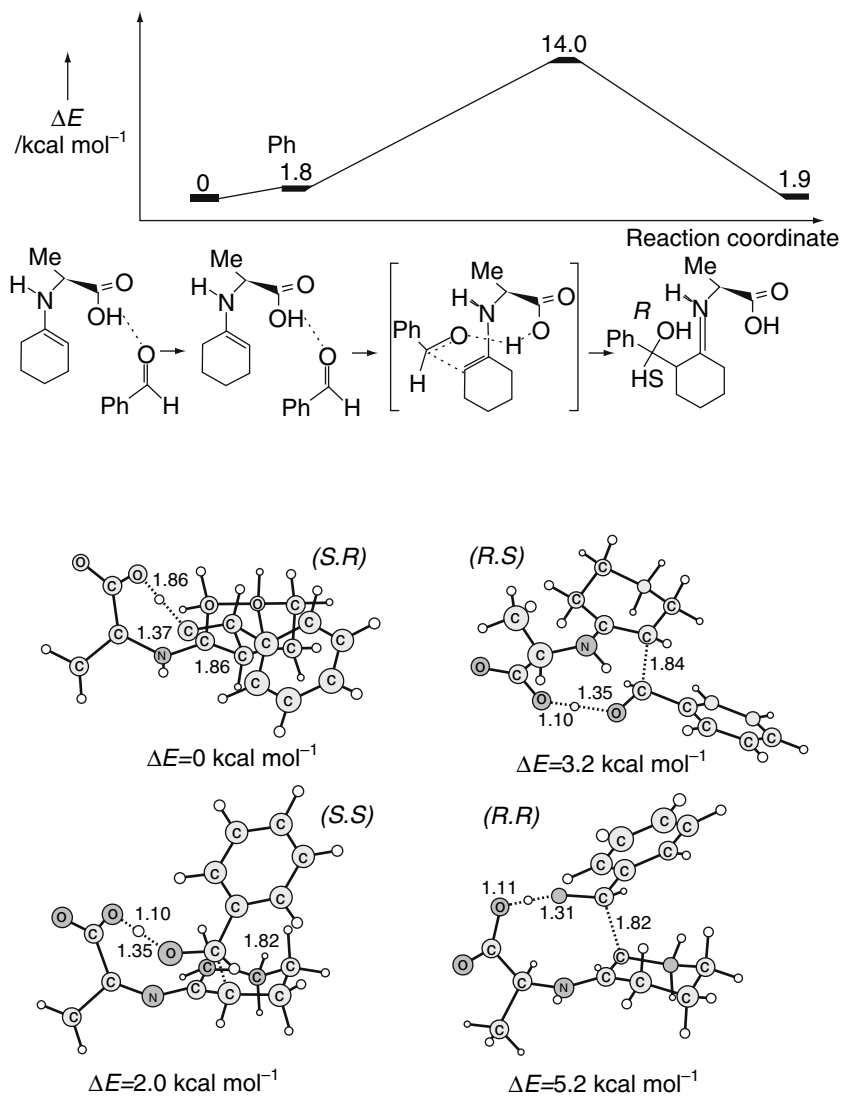 14.0
ΔE
/kcal mol⁻¹
Ph
0
1.8
1.9
Reaction coordinate
Me
H
N
C
O
OH
O
Ph
H
Me
H
N
C
O
OH
O
Ph
H
Me
H
N
C
O
O
H
Ph
O
C
H
Me
H
N
C
O
OH
R
Ph
OH
HS
(S.R)
O
O
1.86
C
C
C
1.37
N
C
1.86
C
C
O
O
C
C
C
C
C
C
C
C
C
ΔE=0 kcal mol⁻¹
(R.S)
C
C
C
C
C
C
C
N
C
O
C
O
1.84
C
1.35
1.10
O
C
C
C
C
C
C
ΔE=3.2 kcal mol⁻¹
(S.S)
C
C
C
C
C
C
O
O
1.10
1.35
O
C
1.82
C
C
C
N
C
C
C
C
C
C
ΔE=2.0 kcal mol⁻¹
(R.R)
C
C
C
C
C
C
C
1.11
O
1.31
1.82
C
O
C
C
N
C
C
C
C
C
C
ΔE=5.2 kcal mol⁻¹